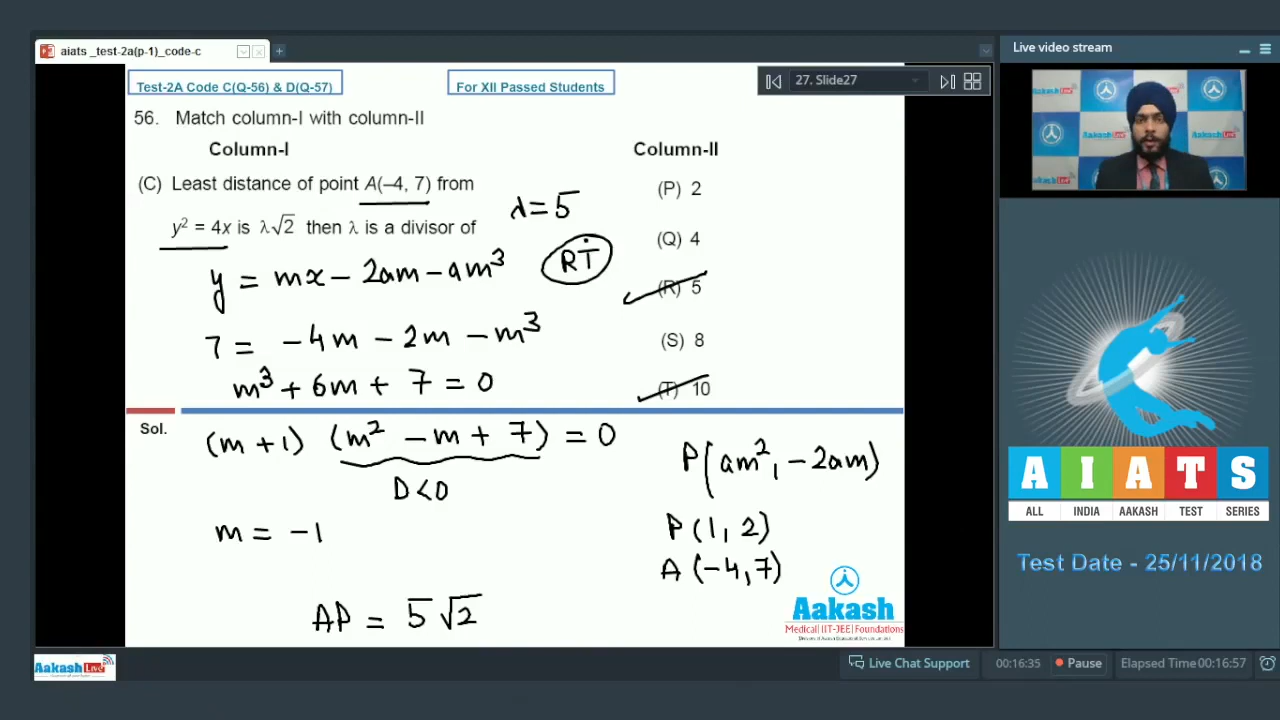 aiats _test-2a(p-1)_code-c
Live video stream
Test-2A Code C(Q-56) & D(Q-57)
For XII Passed Students
27. Slide27
56. Match column-I with column-II
Column-I
Column-II
(C) Least distance of point A(–4, 7) from
y² = 4x is λ√2 then λ is a divisor of
λ = 5
(P) 2
(Q) 4
(R) 5
(S) 8
(T) 10
RT
y = mx - 2am - am³
7 = -4m - 2m - m³
m³ + 6m + 7 = 0
Sol.
(m + 1) (m² - m + 7) = 0
D < 0
m = -1
AP = 5√2
P(am², -2am)
P(1, 2)
A(-4, 7)
Aakash
Medical|IIT-JEE|Foundations
AIATS
ALL INDIA AAKASH TEST SERIES
Test Date - 25/11/2018
Aakash Live
Live Chat Support
00:16:35
Pause
Elapsed Time 00:16:57